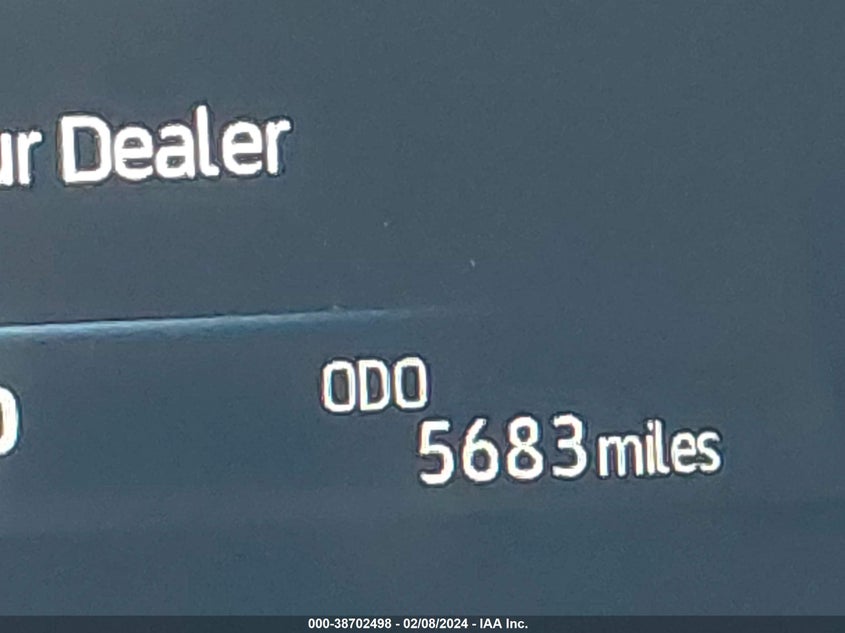 ur Dealer
ODO
5683 miles
000-38702498 - 02/08/2024 - IAA Inc.